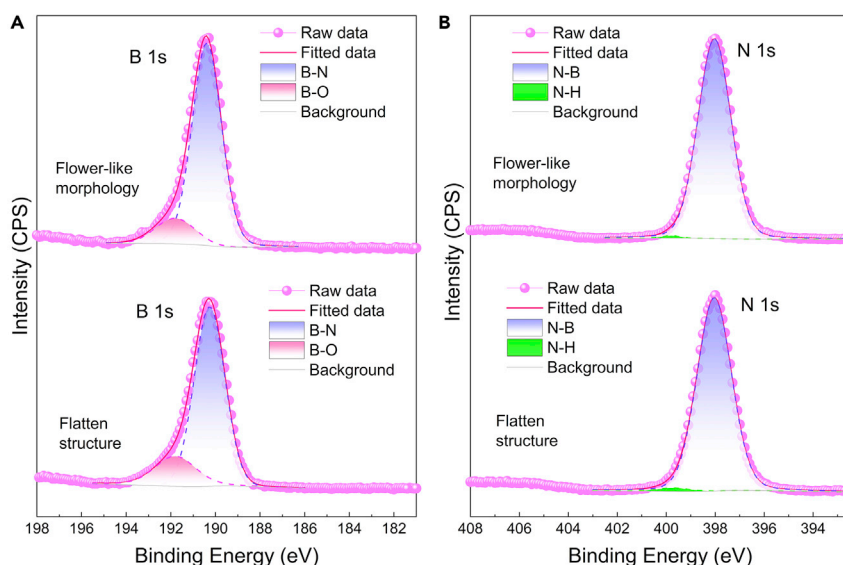 A
B 1s
Raw data
Fitted data
B-N
B-O
Background
Flower-like
morphology
B 1s
Raw data
Fitted data
B-N
B-O
Background
Flatten
structure
Intensity (CPS)
198 196 194 192 190 188 186 184 182
Binding Energy (eV)
B
N 1s
Raw data
Fitted data
N-B
N-H
Background
Flower-like
morphology
N 1s
Raw data
Fitted data
N-B
N-H
Background
Flatten
structure
Intensity (CPS)
408 406 404 402 400 398 396 394
Binding Energy (eV)